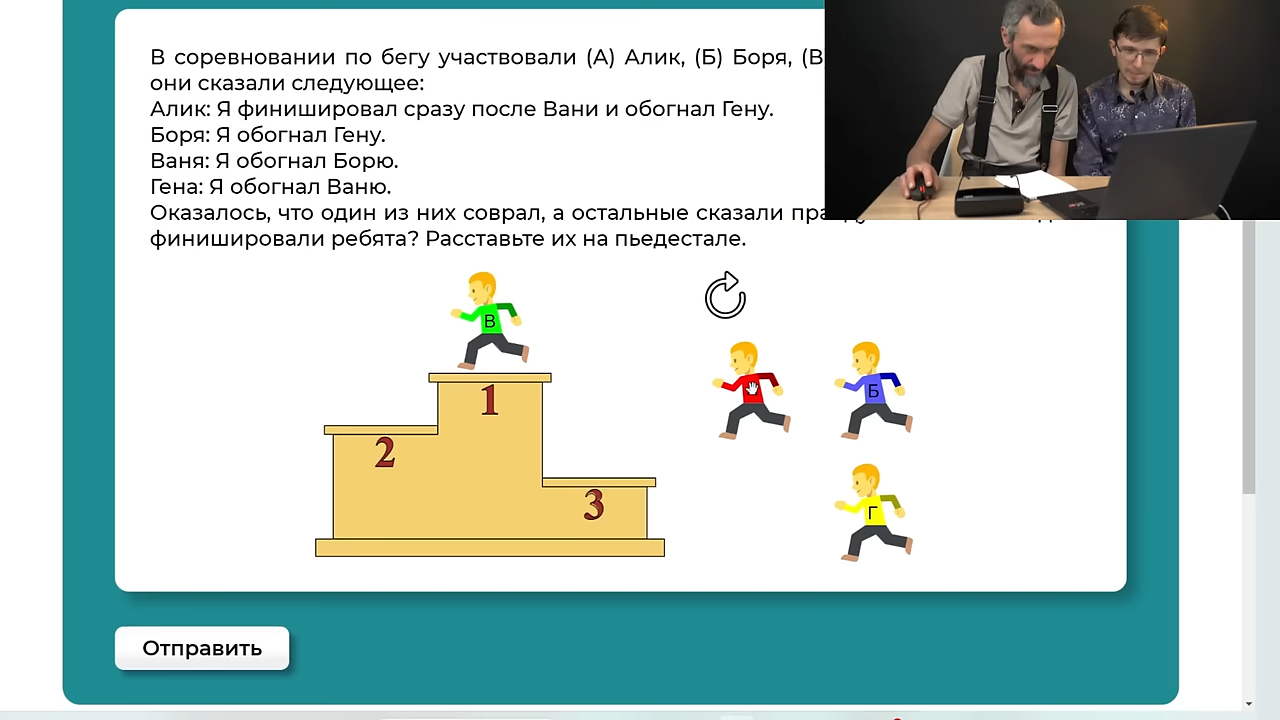 В соревновании по бегу участвовали (А) Алик, (Б) Боря, (В
они сказали следующее:
Алик: Я финишировал сразу после Вани и обогнал Гену.
Боря: Я обогнал Гену.
Ваня: Я обогнал Борю.
Гена: Я обогнал Ваню.
Оказалось, что один из них соврал, а остальные сказали
финишировали ребята? Расставьте их на пьедестале.
В
1
2
3
Б
Г
Отправить